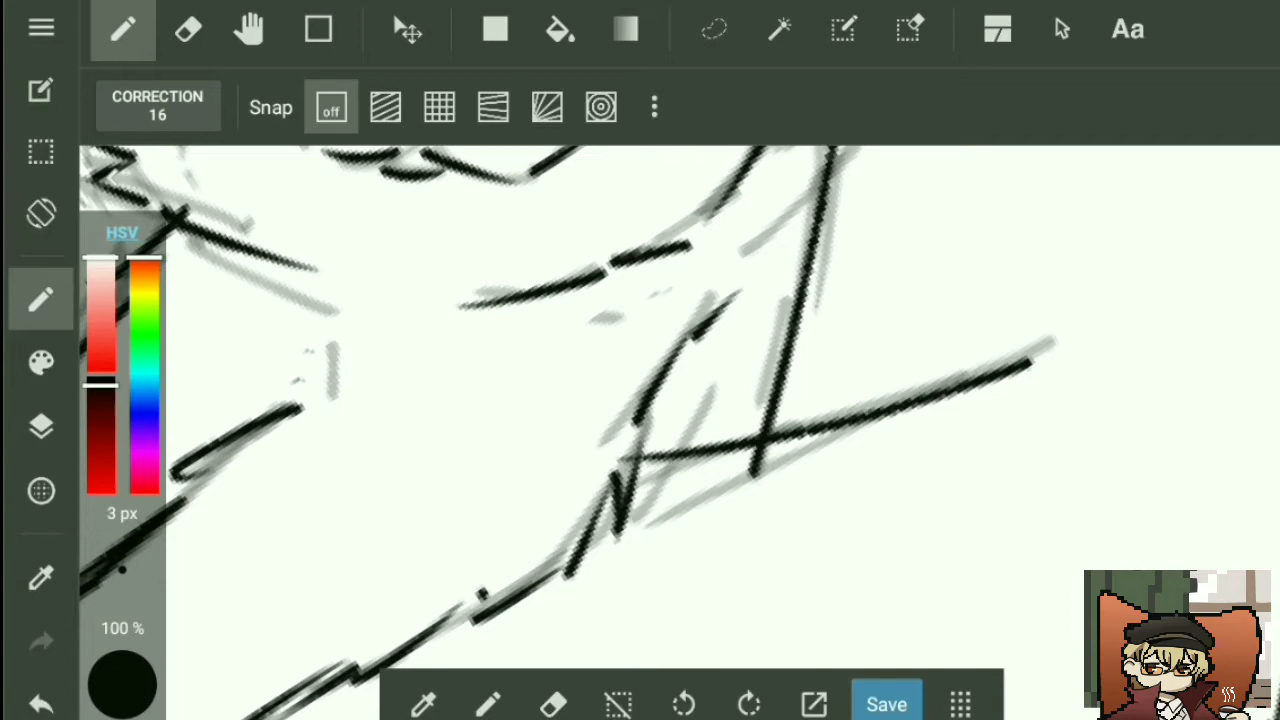 Aa
CORRECTION
16
Snap
off
HSV
3 px
100 %
Save